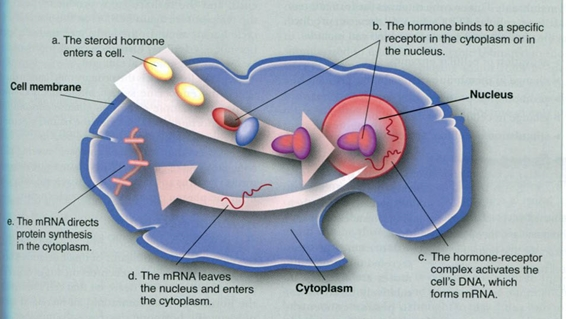 a. The steroid hormone
enters a cell.
b. The hormone binds to a specific
receptor in the cytoplasm or in
the nucleus.
Cell membrane
Nucleus
e. The mRNA directs
protein synthesis
in the cytoplasm.
d. The mRNA leaves
the nucleus and enters
the cytoplasm.
Cytoplasm
c. The hormone-receptor
complex activates the
cell's DNA, which
forms mRNA.